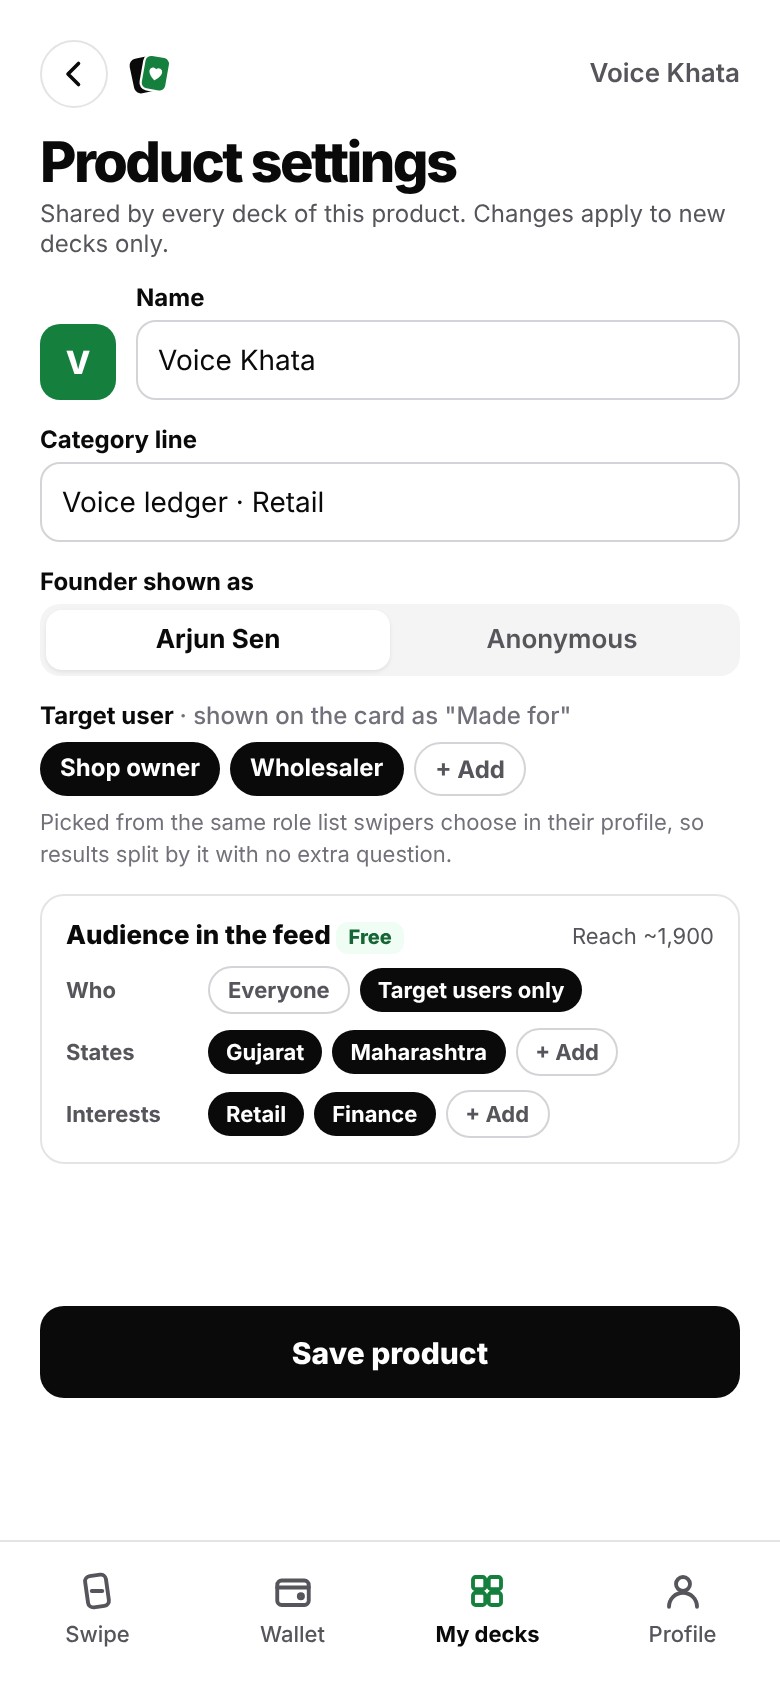 Voice Khata
Product settings
Shared by every deck of this product. Changes apply to new
decks only.
Name
V
Voice Khata
Category line
Voice ledger · Retail
Founder shown as
Arjun Sen
Anonymous
Target user · shown on the card as "Made for"
Shop owner
Wholesaler
+ Add
Picked from the same role list swipers choose in their profile, so
results split by it with no extra question.
Audience in the feed Free Reach ~1,900
Who Everyone Target users only
States Gujarat Maharashtra + Add
Interests Retail Finance + Add
Save product
Swipe Wallet My decks Profile